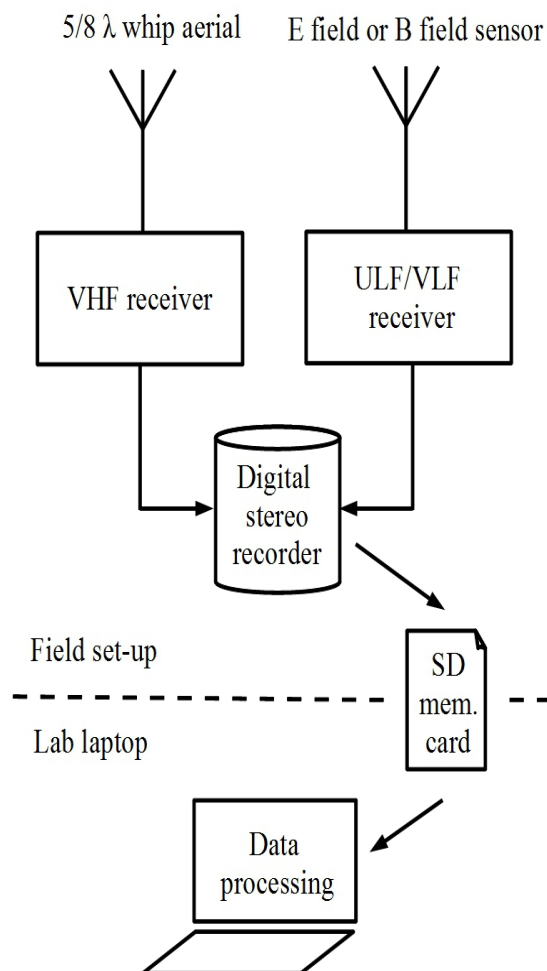 5/8 λ whip aerial
E field or B field sensor
VHF receiver
ULF/VLF
receiver
Digital
stereo
recorder
Field set-up
SD
mem.
card
Lab laptop
Data
processing